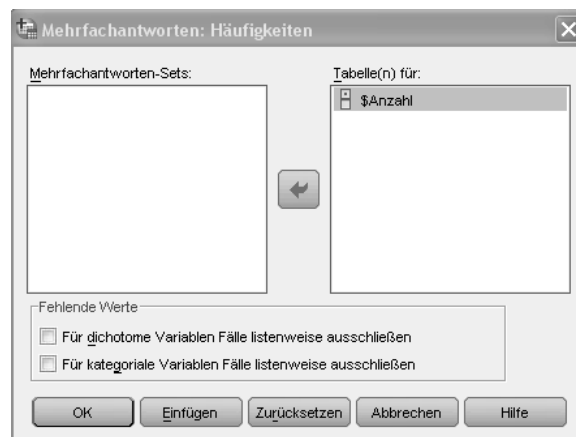 Mehrfachantworten: Häufigkeiten
Mehrfachantworten-Sets:
Tabelle(n) für:
$Anzahl
Fehlende Werte
Für dichotome Variablen Fälle listenweise ausschließen
Für kategoriale Variablen Fälle listenweise ausschließen
OK Einfügen Zurücksetzen Abbrechen Hilfe